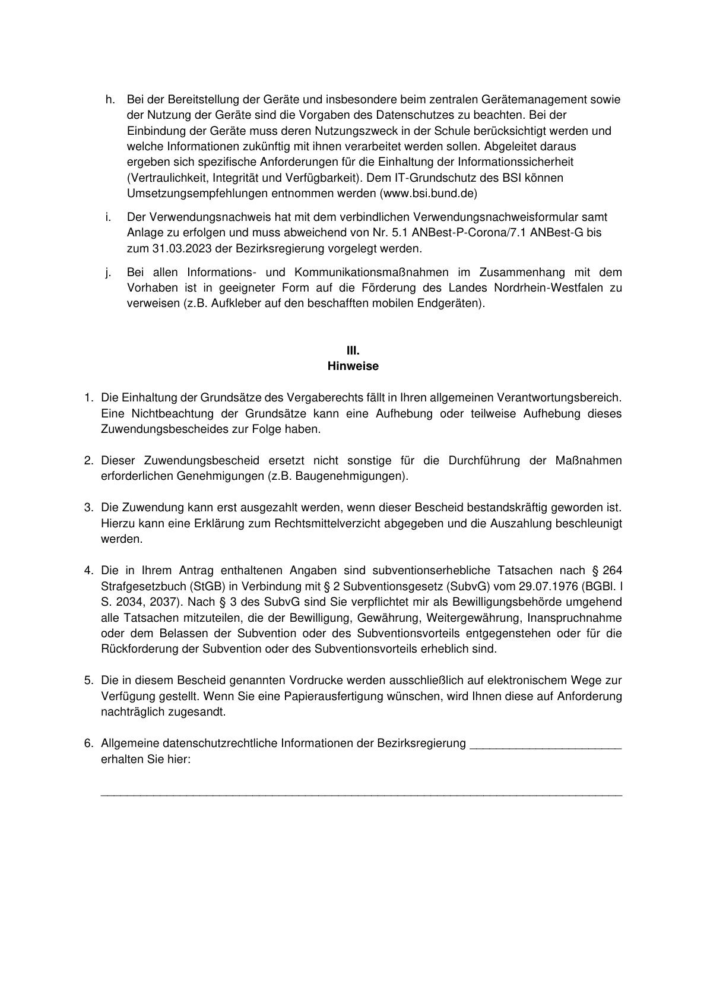 h. Bei der Bereitstellung der Geräte und insbesondere beim zentralen Gerätemanagement sowie
der Nutzung der Geräte sind die Vorgaben des Datenschutzes zu beachten. Bei der
Einbindung der Geräte muss deren Nutzungszweck in der Schule berücksichtigt werden und
welche Informationen zukünftig mit ihnen verarbeitet werden sollen. Abgeleitet daraus
ergeben sich spezifische Anforderungen für die Einhaltung der Informationssicherheit
(Vertraulichkeit, Integrität und Verfügbarkeit). Dem IT-Grundschutz des BSI können
Umsetzungsempfehlungen entnommen werden (www.bsi.bund.de)
i. Der Verwendungsnachweis hat mit dem verbindlichen Verwendungsnachweisformular samt
Anlage zu erfolgen und muss abweichend von Nr. 5.1 ANBest-P-Corona/7.1 ANBest-G bis
zum 31.03.2023 der Bezirksregierung vorgelegt werden.
j. Bei allen Informations- und Kommunikationsmaßnahmen im Zusammenhang mit dem
Vorhaben ist in geeigneter Form auf die Förderung des Landes Nordrhein-Westfalen zu
verweisen (z.B. Aufkleber auf den beschafften mobilen Endgeräten).
III.
Hinweise
1. Die Einhaltung der Grundsätze des Vergaberechts fällt in Ihren allgemeinen Verantwortungsbereich.
Eine Nichtbeachtung der Grundsätze kann eine Aufhebung oder teilweise Aufhebung dieses
Zuwendungsbescheides zur Folge haben.
2. Dieser Zuwendungsbescheid ersetzt nicht sonstige für die Durchführung der Maßnahmen
erforderlichen Genehmigungen (z.B. Baugenehmigungen).
3. Die Zuwendung kann erst ausgezahlt werden, wenn dieser Bescheid bestandskräftig geworden ist.
Hierzu kann eine Erklärung zum Rechtsmittelverzicht abgegeben und die Auszahlung beschleunigt
werden.
4. Die in Ihrem Antrag enthaltenen Angaben sind subventionserhebliche Tatsachen nach § 264
Strafgesetzbuch (StGB) in Verbindung mit § 2 Subventionsgesetz (SubvG) vom 29.07.1976 (BGBl. I
S. 2034, 2037). Nach § 3 des SubvG sind Sie verpflichtet mir als Bewilligungsbehörde umgehend
alle Tatsachen mitzuteilen, die der Bewilligung, Gewährung, Weitergewährung, Inanspruchnahme
oder dem Belassen der Subvention oder des Subventionsvorteils entgegenstehen oder für die
Rückforderung der Subvention oder des Subventionsvorteils erheblich sind.
5. Die in diesem Bescheid genannten Vordrucke werden ausschließlich auf elektronischem Wege zur
Verfügung gestellt. Wenn Sie eine Papierausfertigung wünschen, wird Ihnen diese auf Anforderung
nachträglich zugesandt.
6. Allgemeine datenschutzrechtliche Informationen der Bezirksregierung _______________________
erhalten Sie hier:
_______________________________________________________________________________